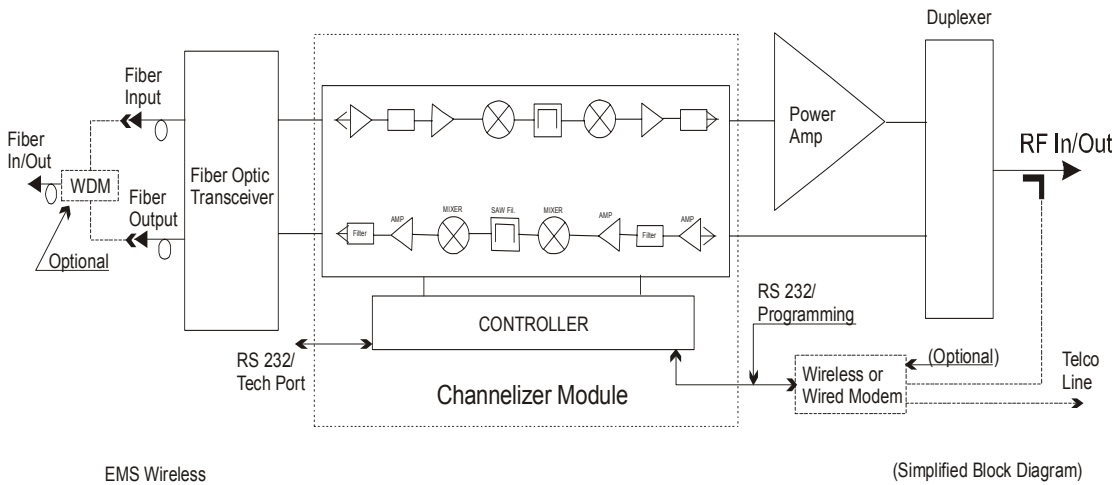 Duplexer
Fiber
Input
Fiber
In/Out
WDM
Fiber
Output
Optional
Fiber Optic
Transceiver
Power
Amp
RF In/Out
AMP
MIXER
SAW Fil.
MIXER
AMP
AMP
Filter
Filter
CONTROLLER
RS 232/
Tech Port
Channelizer Module
RS 232/
Programming
(Optional)
Wireless or
Wired Modem
Telco
Line
EMS Wireless
(Simplified Block Diagram)